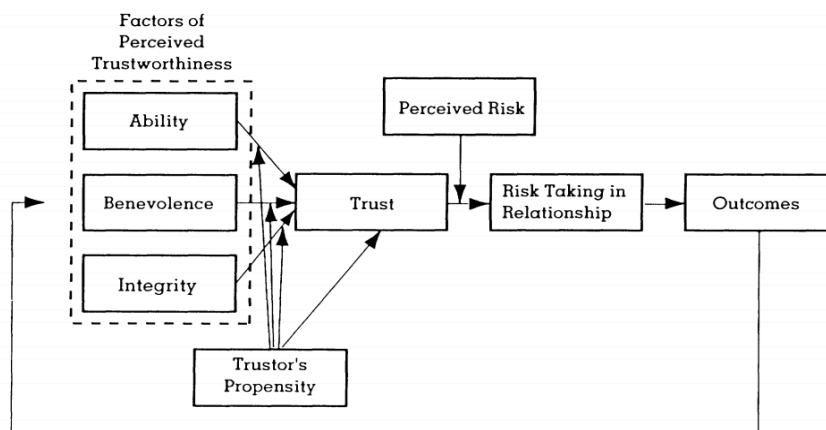 Factors of
Perceived
Trustworthiness
Ability
Benevolence
Integrity
Trustor's
Propensity
Trust
Perceived Risk
Risk Taking in
Relationship
Outcomes